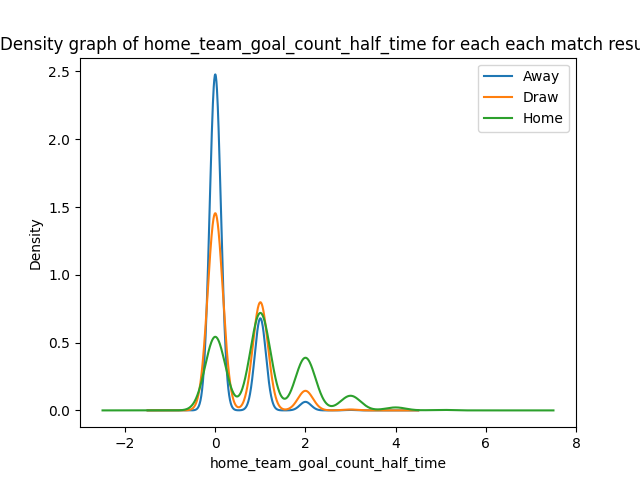 Density graph of home_team_goal_count_half_time for each each match resu
Away
Draw
Home
2.5
2.0
1.5
1.0
0.5
0.0
Density
−2
0
2
4
6
8
home_team_goal_count_half_time